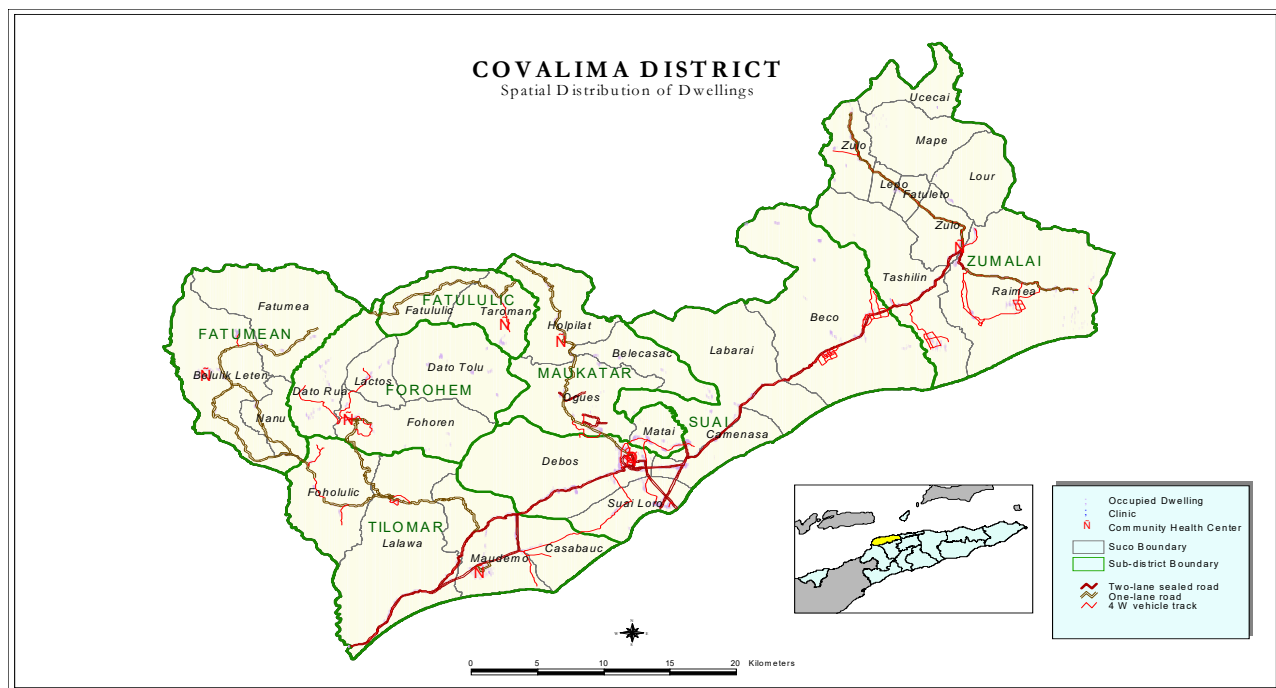 COVALIMA DISTRICT
Spatial Distribution of Dwellings
Ucecai
Mape
Zulo
Lour
Lepo
Fatuleto
Zulo
ZUMALAI
Tashilin
Raimea
Fatumea
FATULULIC
Fatululic
Taroman
Beco
FATUMEAN
Holpilat
Belecasac
Labarai
Belulik Leten
Dato Rua
Lactos
Dato Tolu
FOROHEM
MAUKATAR
Ogues
Nanu
Fohoren
Matai
SUAI
Camenasa
Debos
Foholulic
Suai Loro
TILOMAR
Lalawa
Maudemo
Casabauc
Occupied Dwelling
Clinic
Ñ Community Health Center
Suco Boundary
Sub-district Boundary
Two-lane sealed road
One-lane road
4 W vehicle track
0 5 10 15 20 Kilometers